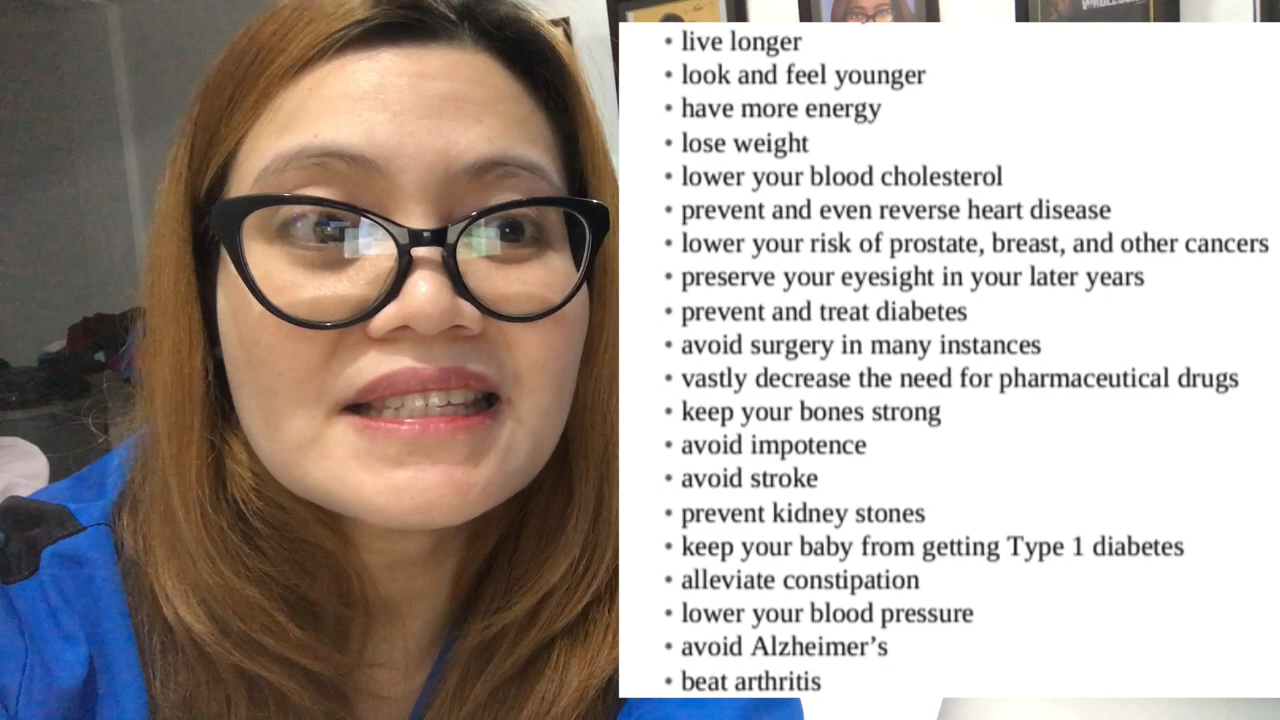 • live longer
• look and feel younger
• have more energy
• lose weight
• lower your blood cholesterol
• prevent and even reverse heart disease
• lower your risk of prostate, breast, and other cancers
• preserve your eyesight in your later years
• prevent and treat diabetes
• avoid surgery in many instances
• vastly decrease the need for pharmaceutical drugs
• keep your bones strong
• avoid impotence
• avoid stroke
• prevent kidney stones
• keep your baby from getting Type 1 diabetes
• alleviate constipation
• lower your blood pressure
• avoid Alzheimer’s
• beat arthritis